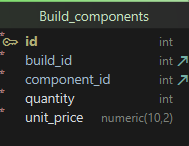 Build_components
* id int
* build_id int
* component_id int
* quantity int
* unit_price numeric(10,2)